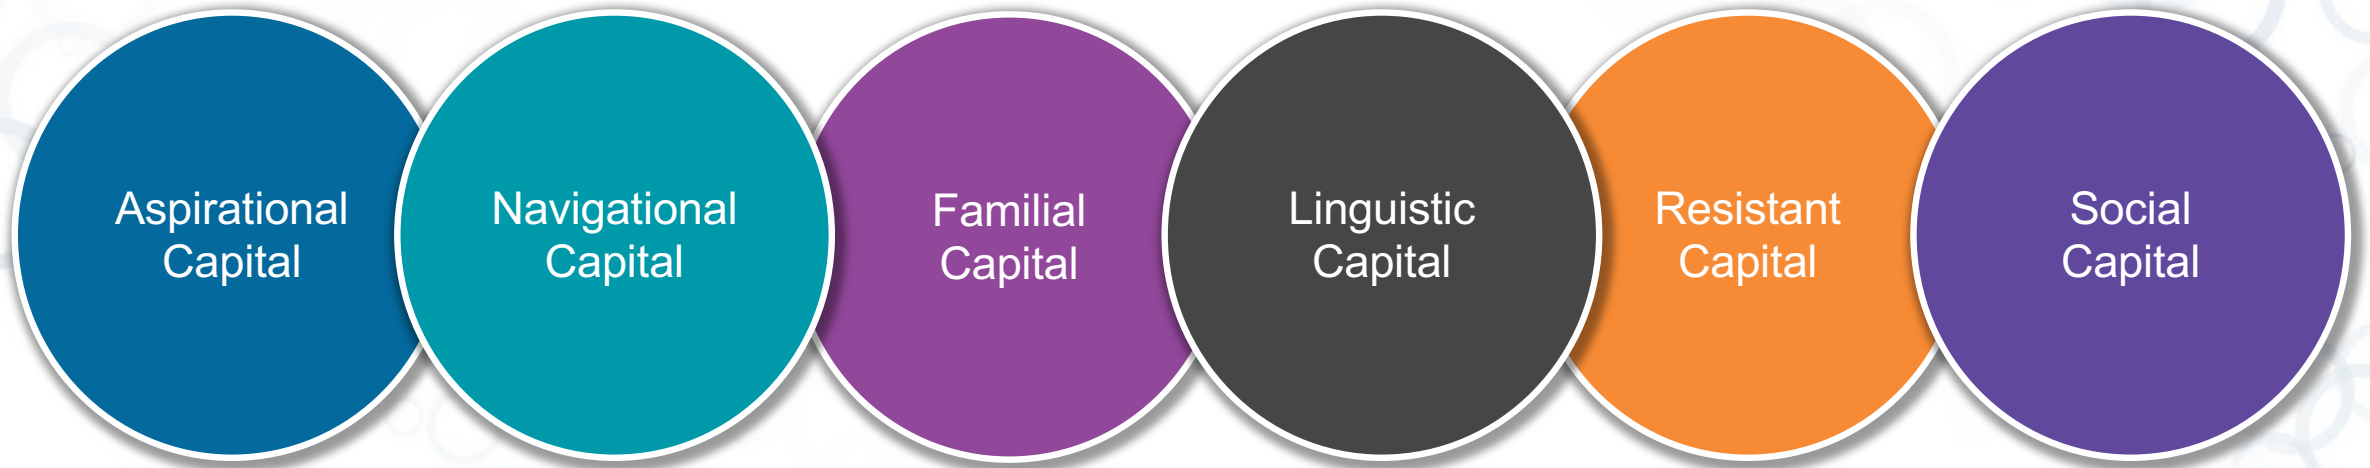 Aspirational
Capital
Navigational
Capital
Familial
Capital
Linguistic
Capital
Resistant
Capital
Social
Capital